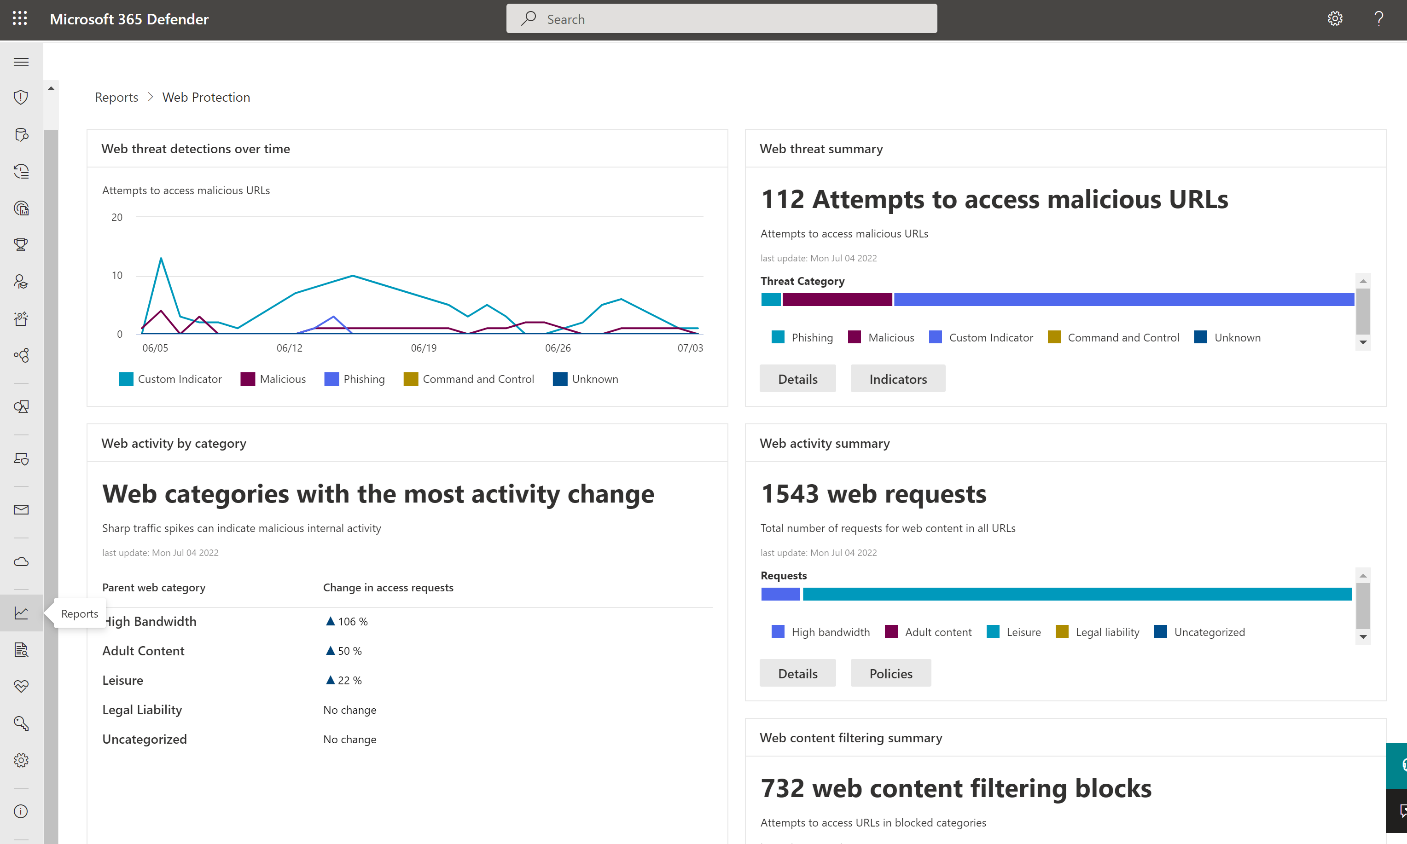 Microsoft 365 Defender
Search
Reports > Web Protection
Web threat detections over time
Attempts to access malicious URLs
20
10
0
06/05 06/12 06/19 06/26 07/03
Custom Indicator Malicious Phishing Command and Control Unknown
Web threat summary
112 Attempts to access malicious URLs
Attempts to access malicious URLs
last update: Mon Jul 04 2022
Threat Category
Phishing Malicious Custom Indicator Command and Control Unknown
Details Indicators
Web activity by category
Web categories with the most activity change
Sharp traffic spikes can indicate malicious internal activity
last update: Mon Jul 04 2022
Parent web category Change in access requests
High Bandwidth 106 %
Adult Content 50 %
Leisure 22 %
Legal Liability No change
Uncategorized No change
Reports
Web activity summary
1543 web requests
Total number of requests for web content in all URLs
last update: Mon Jul 04 2022
Requests
High bandwidth Adult content Leisure Legal liability Uncategorized
Details Policies
Web content filtering summary
732 web content filtering blocks
Attempts to access URLs in blocked categories